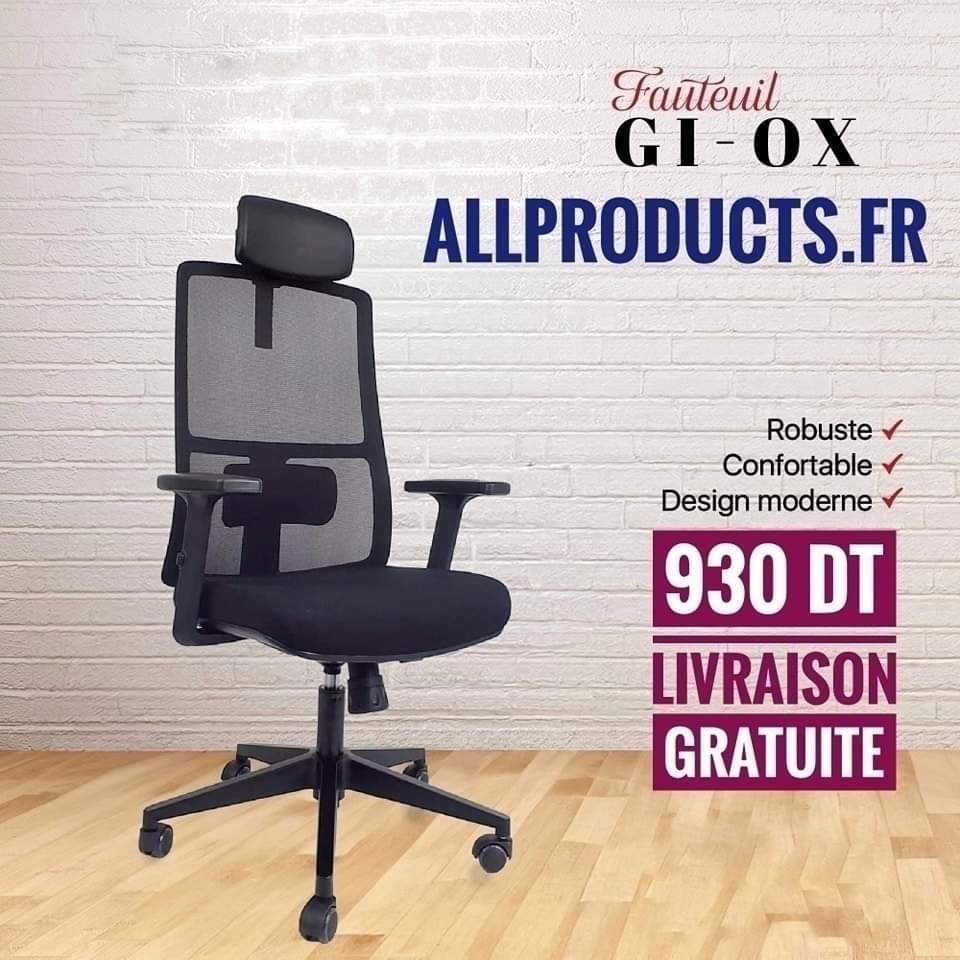 Fauteuil
GI-OX
ALLPRODUCTS.FR
Robuste ✓
Confortable ✓
Design moderne ✓
930 DT
LIVRAISON
GRATUITE